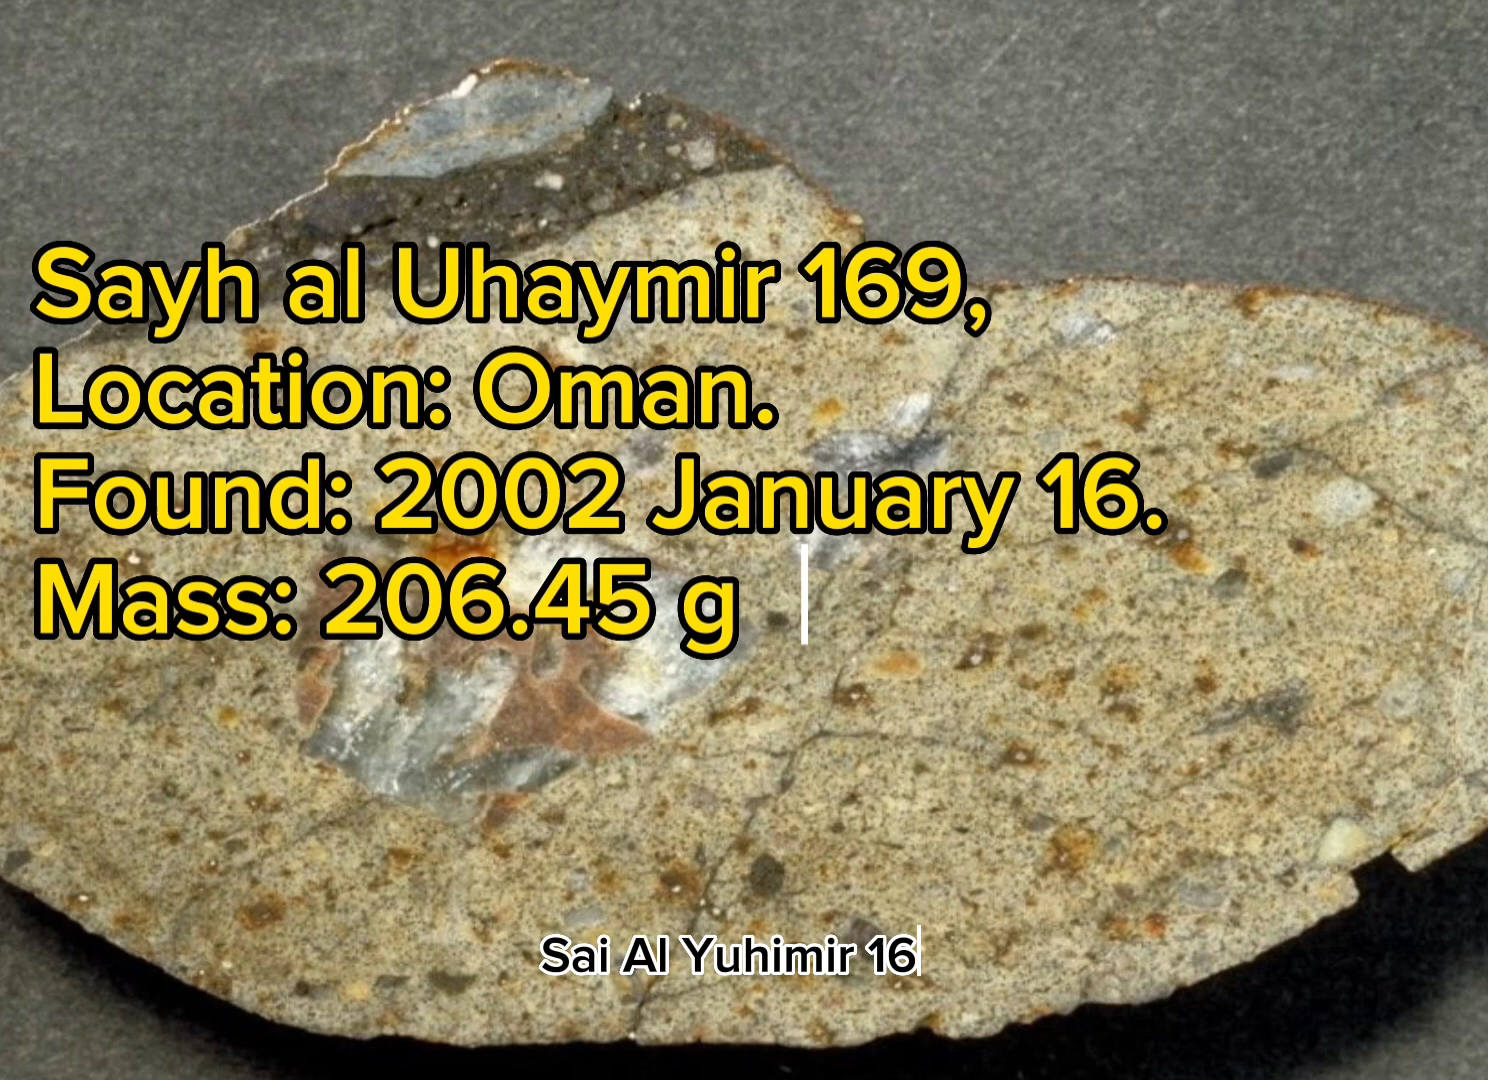 Sayh al Uhaymir 169,
Location: Oman.
Found: 2002 January 16.
Mass: 206.45 g
Sai Al Yuhimir 16